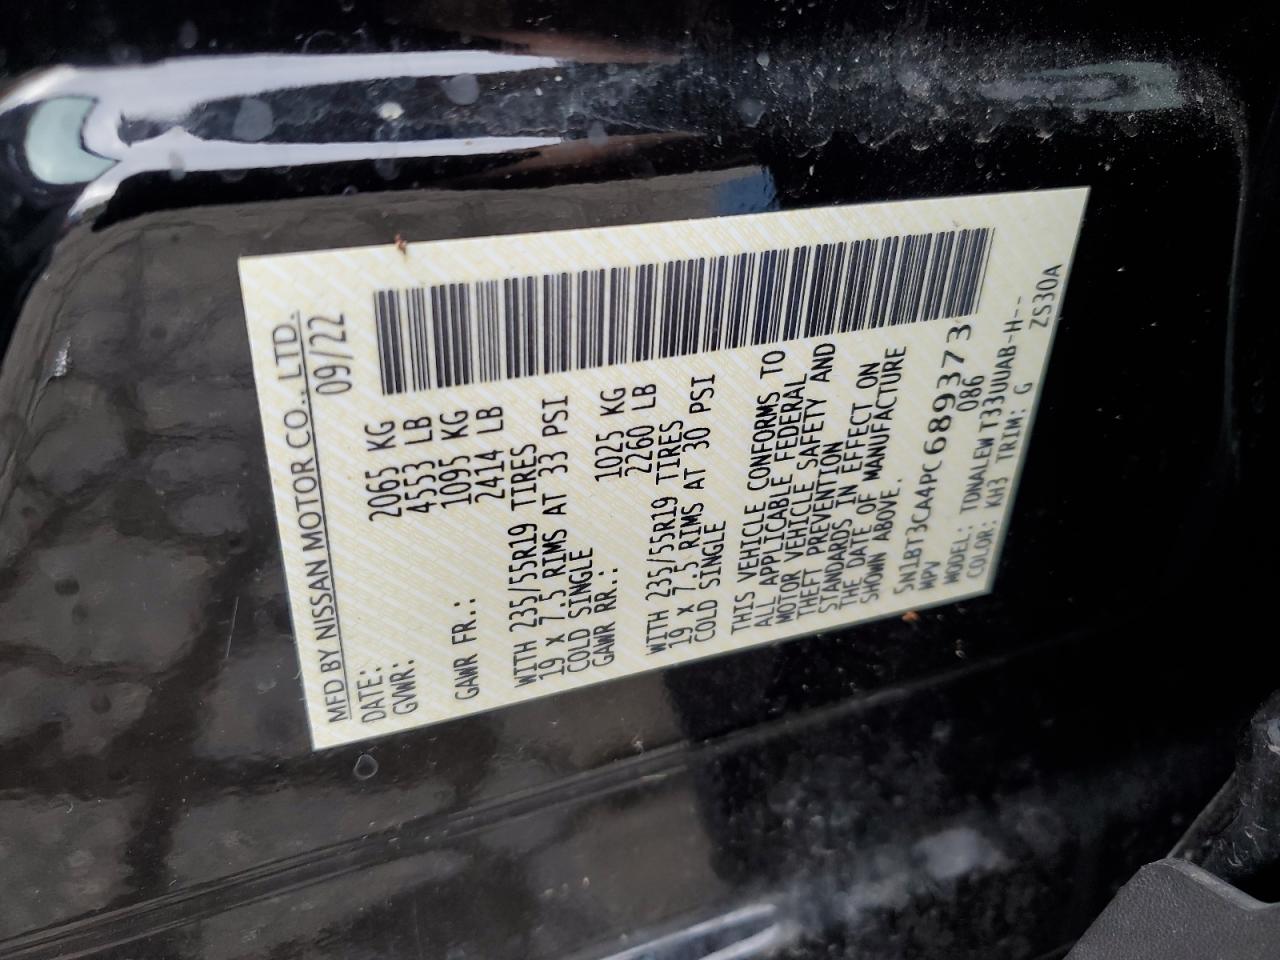 MFD BY NISSAN MOTOR CO., LTD.
DATE: 09/22
GVWR: 2065 KG
4553 LB
GAWR FR.: 1095 KG
2414 LB
WITH 235/55R19 TIRES
19 X 7.5 RIMS AT 33 PSI
COLD SINGLE
GAWR RR.: 1025 KG
2260 LB
WITH 235/55R19 TIRES
19 X 7.5 RIMS AT 30 PSI
COLD SINGLE
THIS VEHICLE CONFORMS TO
ALL APPLICABLE FEDERAL
MOTOR VEHICLE SAFETY AND
THEFT PREVENTION
STANDARDS IN EFFECT ON
THE DATE OF MANUFACTURE
SHOWN ABOVE.
5N1BT3CA4PC689373
MPV 086
MODEL: TDNALEW T33UUAB-H--
COLOR: KH3 TRIM: G ZS30A